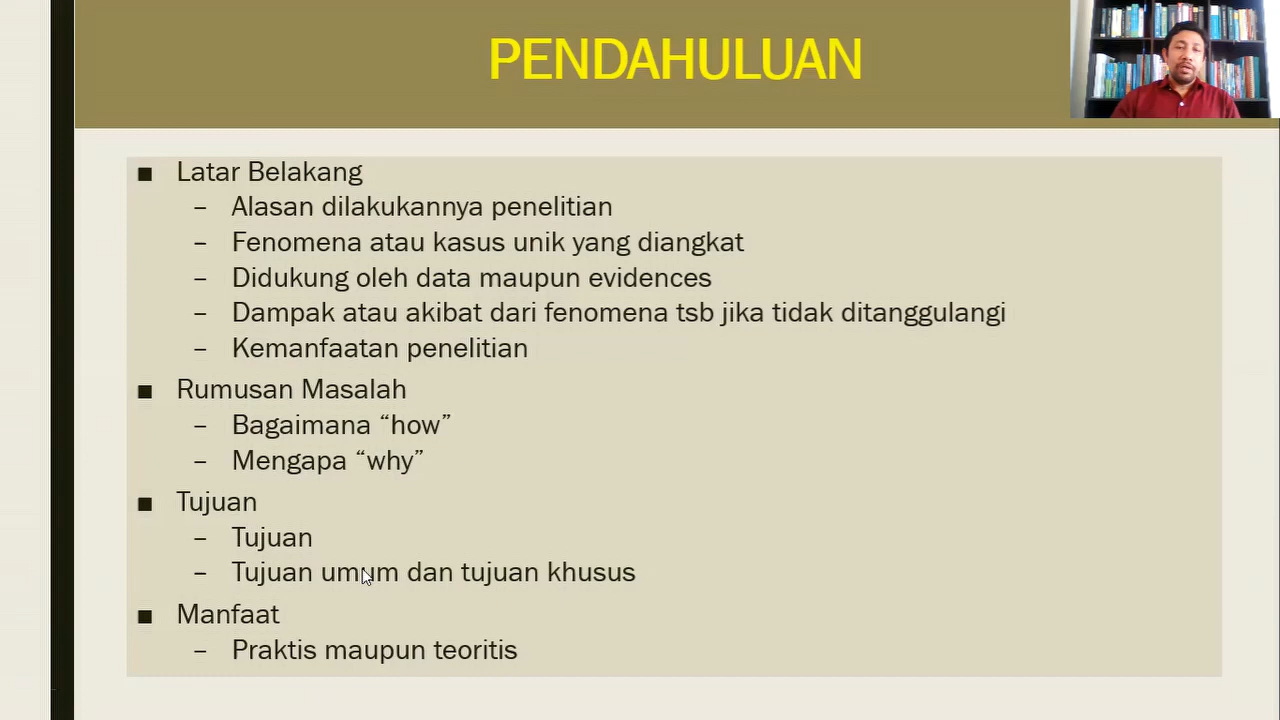 PENDAHULUAN
■ Latar Belakang
– Alasan dilakukannya penelitian
– Fenomena atau kasus unik yang diangkat
– Didukung oleh data maupun evidences
– Dampak atau akibat dari fenomena tsb jika tidak ditanggulangi
– Kemanfaatan penelitian
■ Rumusan Masalah
– Bagaimana “how”
– Mengapa “why”
■ Tujuan
– Tujuan
– Tujuan umum dan tujuan khusus
■ Manfaat
– Praktis maupun teoritis